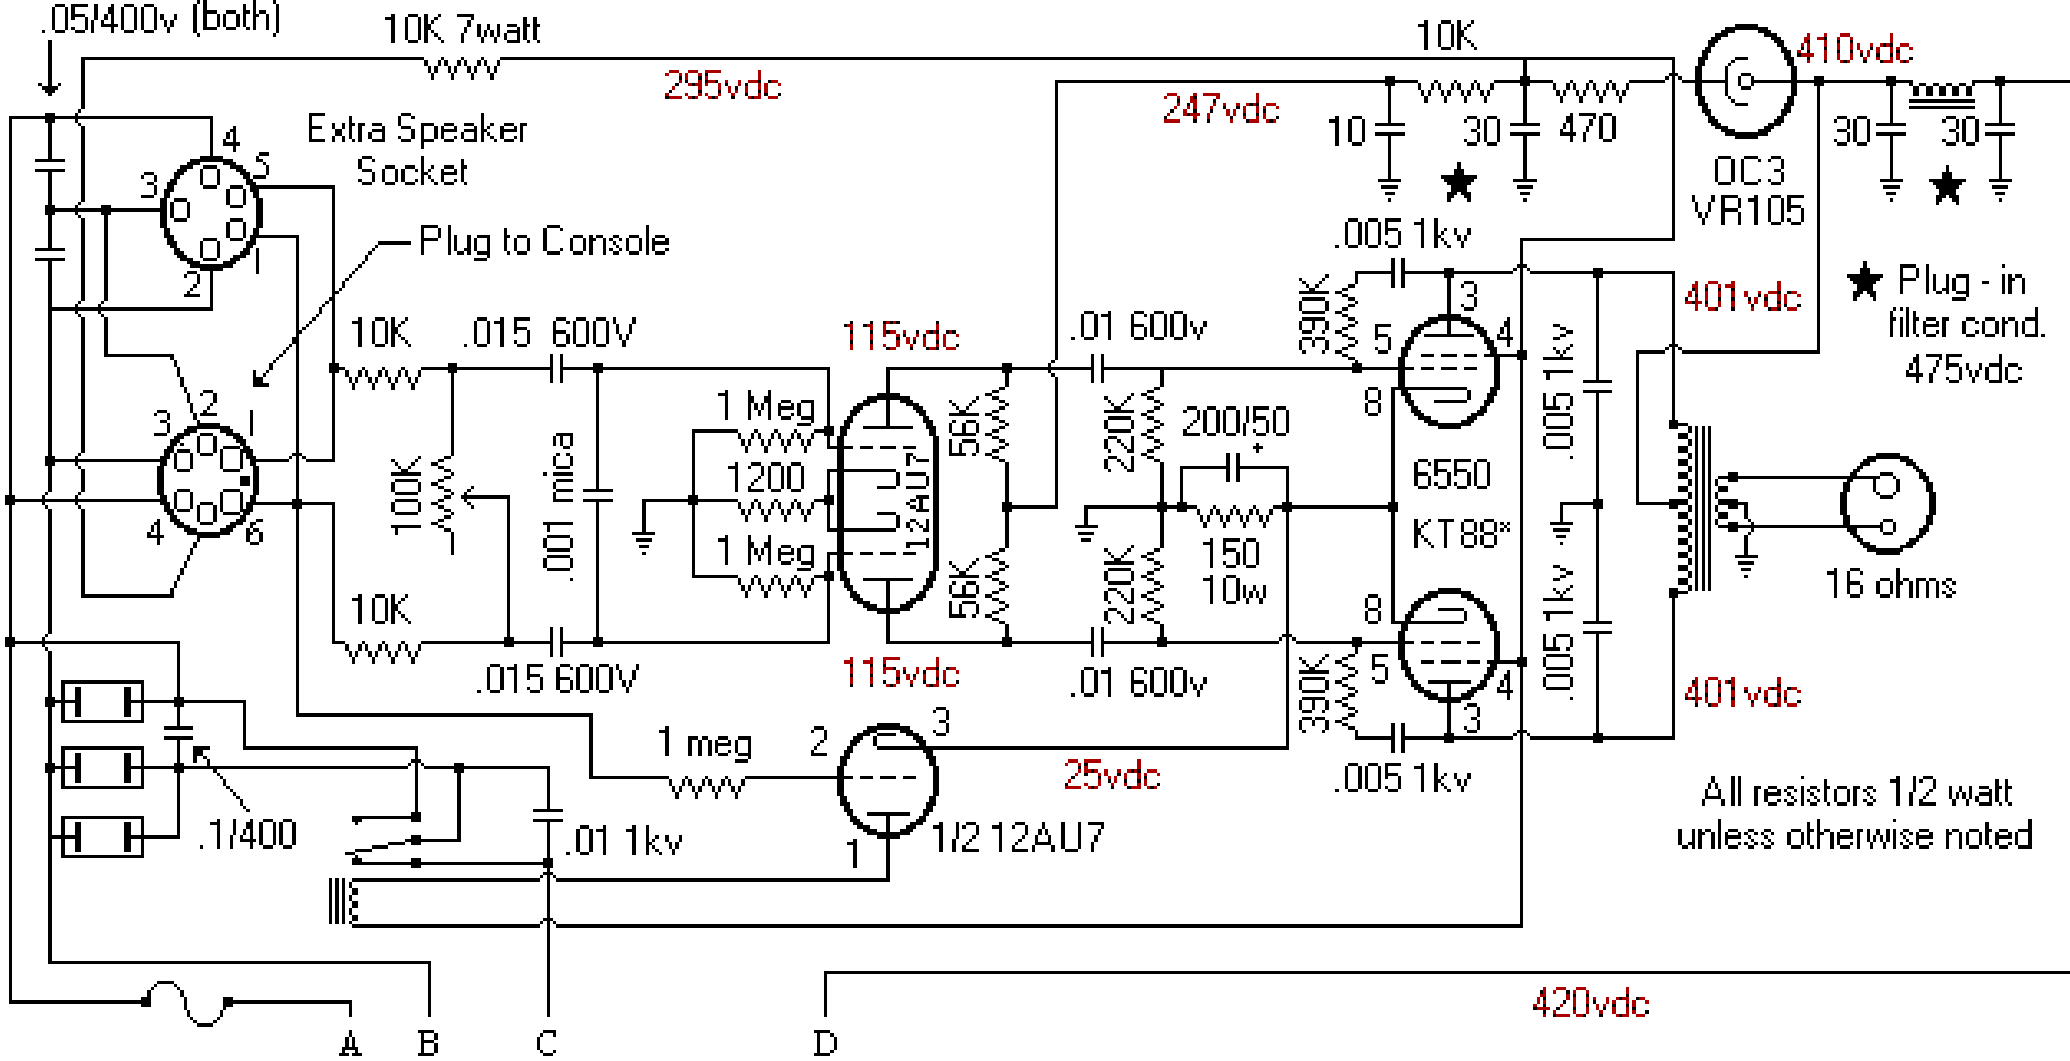 .05/400v (both)
10K 7watt
295vdc
10K
410vdc
247vdc
10
30
470
30
30
OC3
VR105
Extra Speaker
Socket
4
5
3
2
1
Plug to Console
.005 1kv
★ Plug - in
filter cond.
475vdc
401vdc
390K
3
5
4
8
.005 1kv
10K
.015 600V
115vdc
.01 600v
3
2
1
4
6
1 Meg
1200
1 Meg
100K
.001 mica
12AU7
56K
220K
200/50
+
150
10w
56K
220K
6550
KT88*
16 ohms
10K
.015 600V
115vdc
.01 600v
8
5
4
3
390K
.005 1kv
401vdc
.005 1kv
1 meg
2
3
1
25vdc
1/2 12AU7
.1/400
.01 1kv
All resistors 1/2 watt
unless otherwise noted
420vdc
A
B
C
D